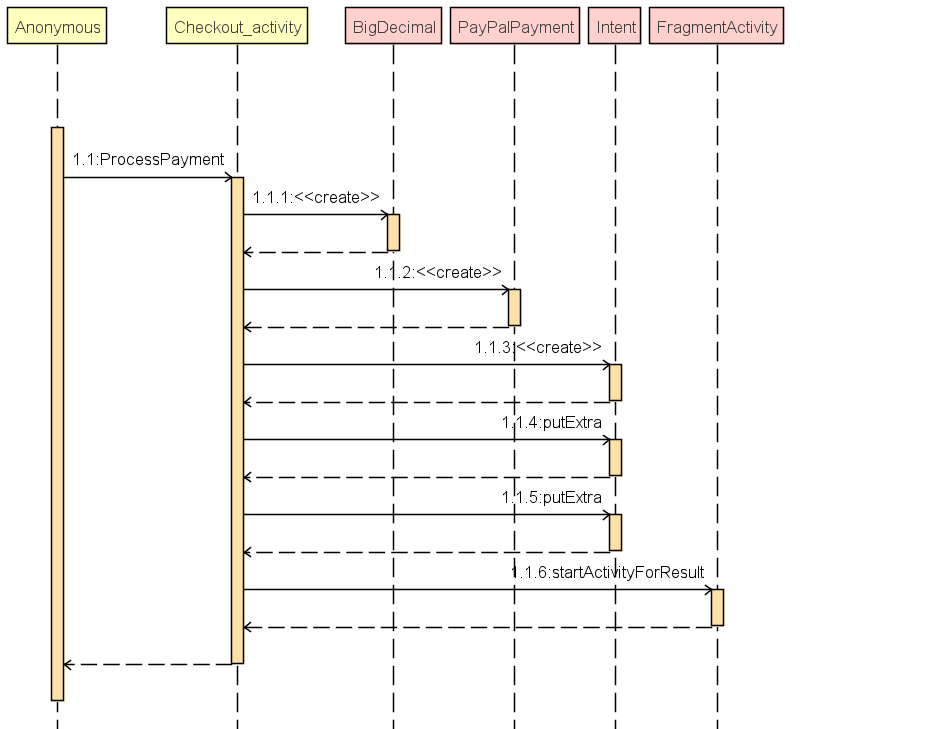 Anonymous
Checkout_activity
BigDecimal
PayPalPayment
Intent
FragmentActivity
1.1:ProcessPayment
1.1.1:<<create>>
1.1.2:<<create>>
1.1.3:<<create>>
1.1.4:putExtra
1.1.5:putExtra
1.1.6:startActivityForResult